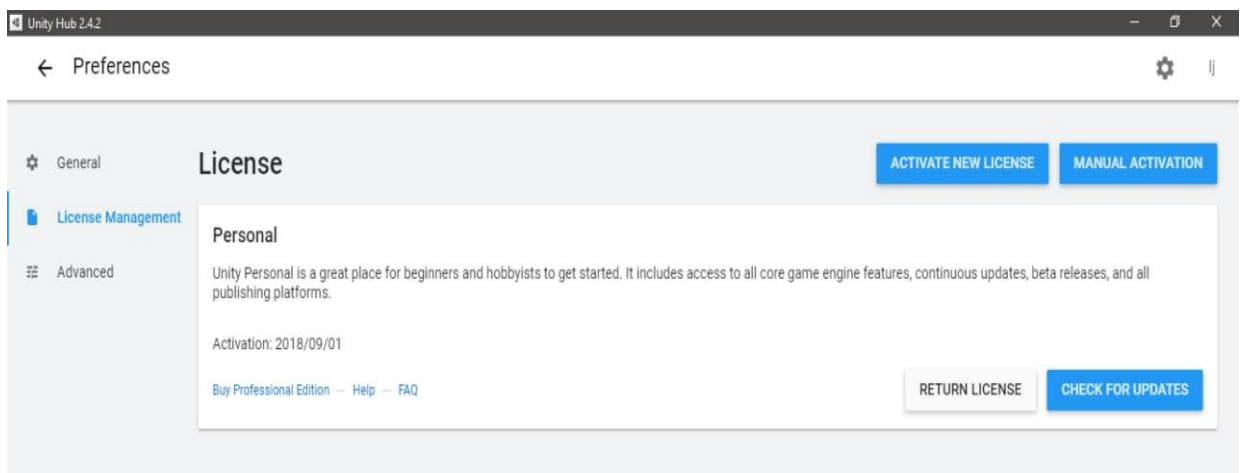 Unity Hub 2.4.2
Preferences
lj
General
License
ACTIVATE NEW LICENSE
MANUAL ACTIVATION
License Management
Personal
Advanced
Unity Personal is a great place for beginners and hobbyists to get started. It includes access to all core game engine features, continuous updates, beta releases, and all
publishing platforms.
Activation: 2018/09/01
Buy Professional Edition — Help — FAQ
RETURN LICENSE
CHECK FOR UPDATES